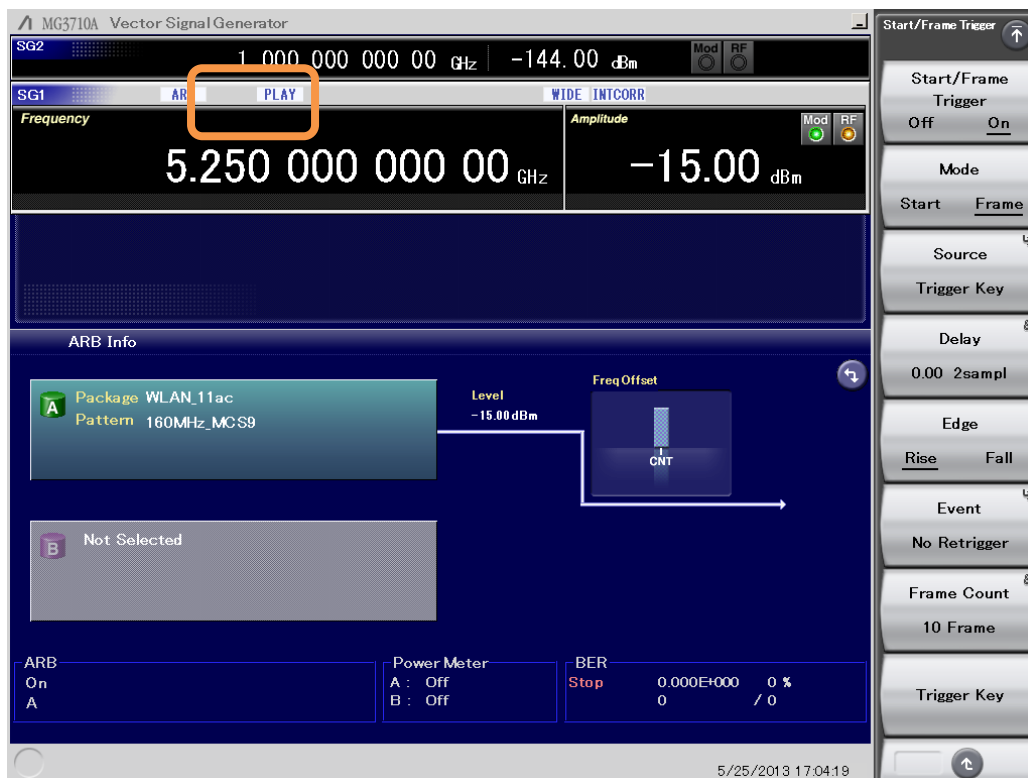 MG3710A Vector Signal Generator
SG2
1 000 000 000 00 GHz -144.00 dBm
Mod RF
SG1 AR PLAY WIDE INTCORR
Frequency
5.250 000 000 00 GHz
Amplitude
Mod RF
-15.00 dBm
ARB Info
A
Package WLAN_11ac
Pattern 160MHz_MCS9
Level
-15.00dBm
Freq Offset
CNT
B
Not Selected
ARB
On
A
Power Meter
A : Off
B : Off
BER
Stop 0.000E+000 0 %
0 / 0
5/25/2013 17:04:19
Start/Frame Trigger
Start/Frame
Trigger
Off On
Mode
Start Frame
Source
Trigger Key
Delay
0.00 2sampl
Edge
Rise Fall
Event
No Retrigger
Frame Count
10 Frame
Trigger Key